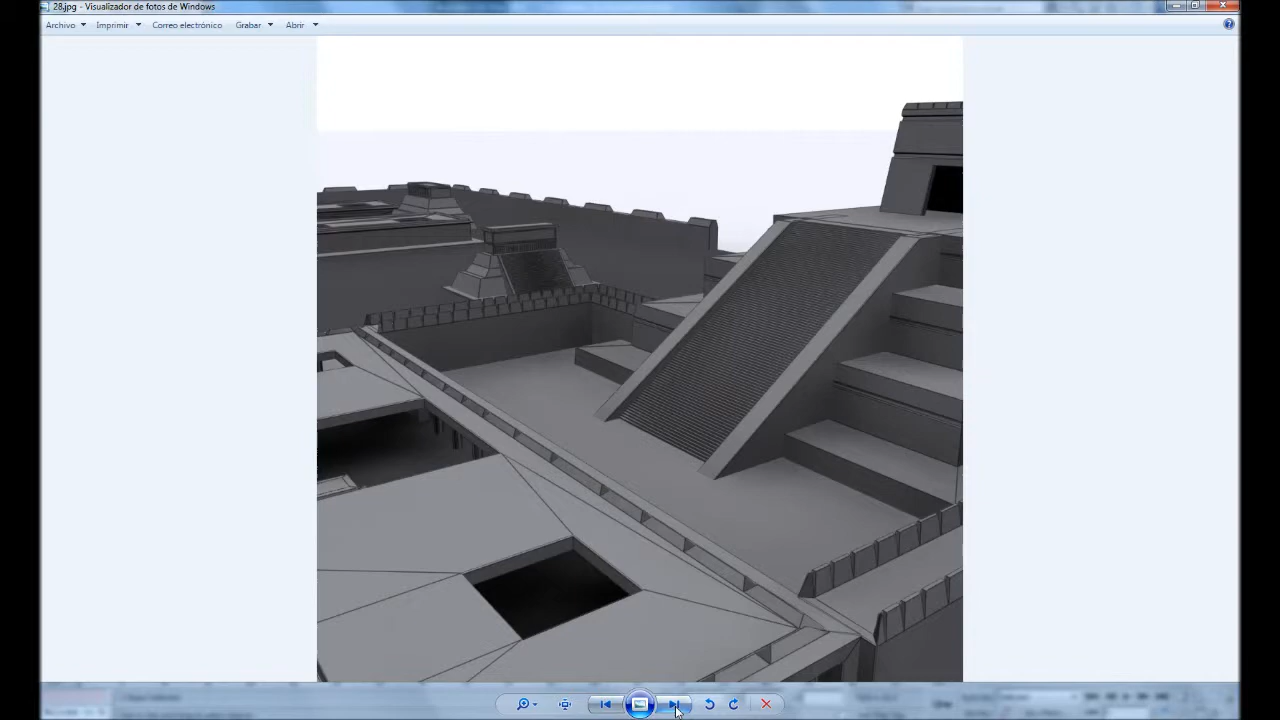 28.jpg - Visualizador de fotos de Windows
Archivo Imprimir Correo electrónico Grabar Abrir